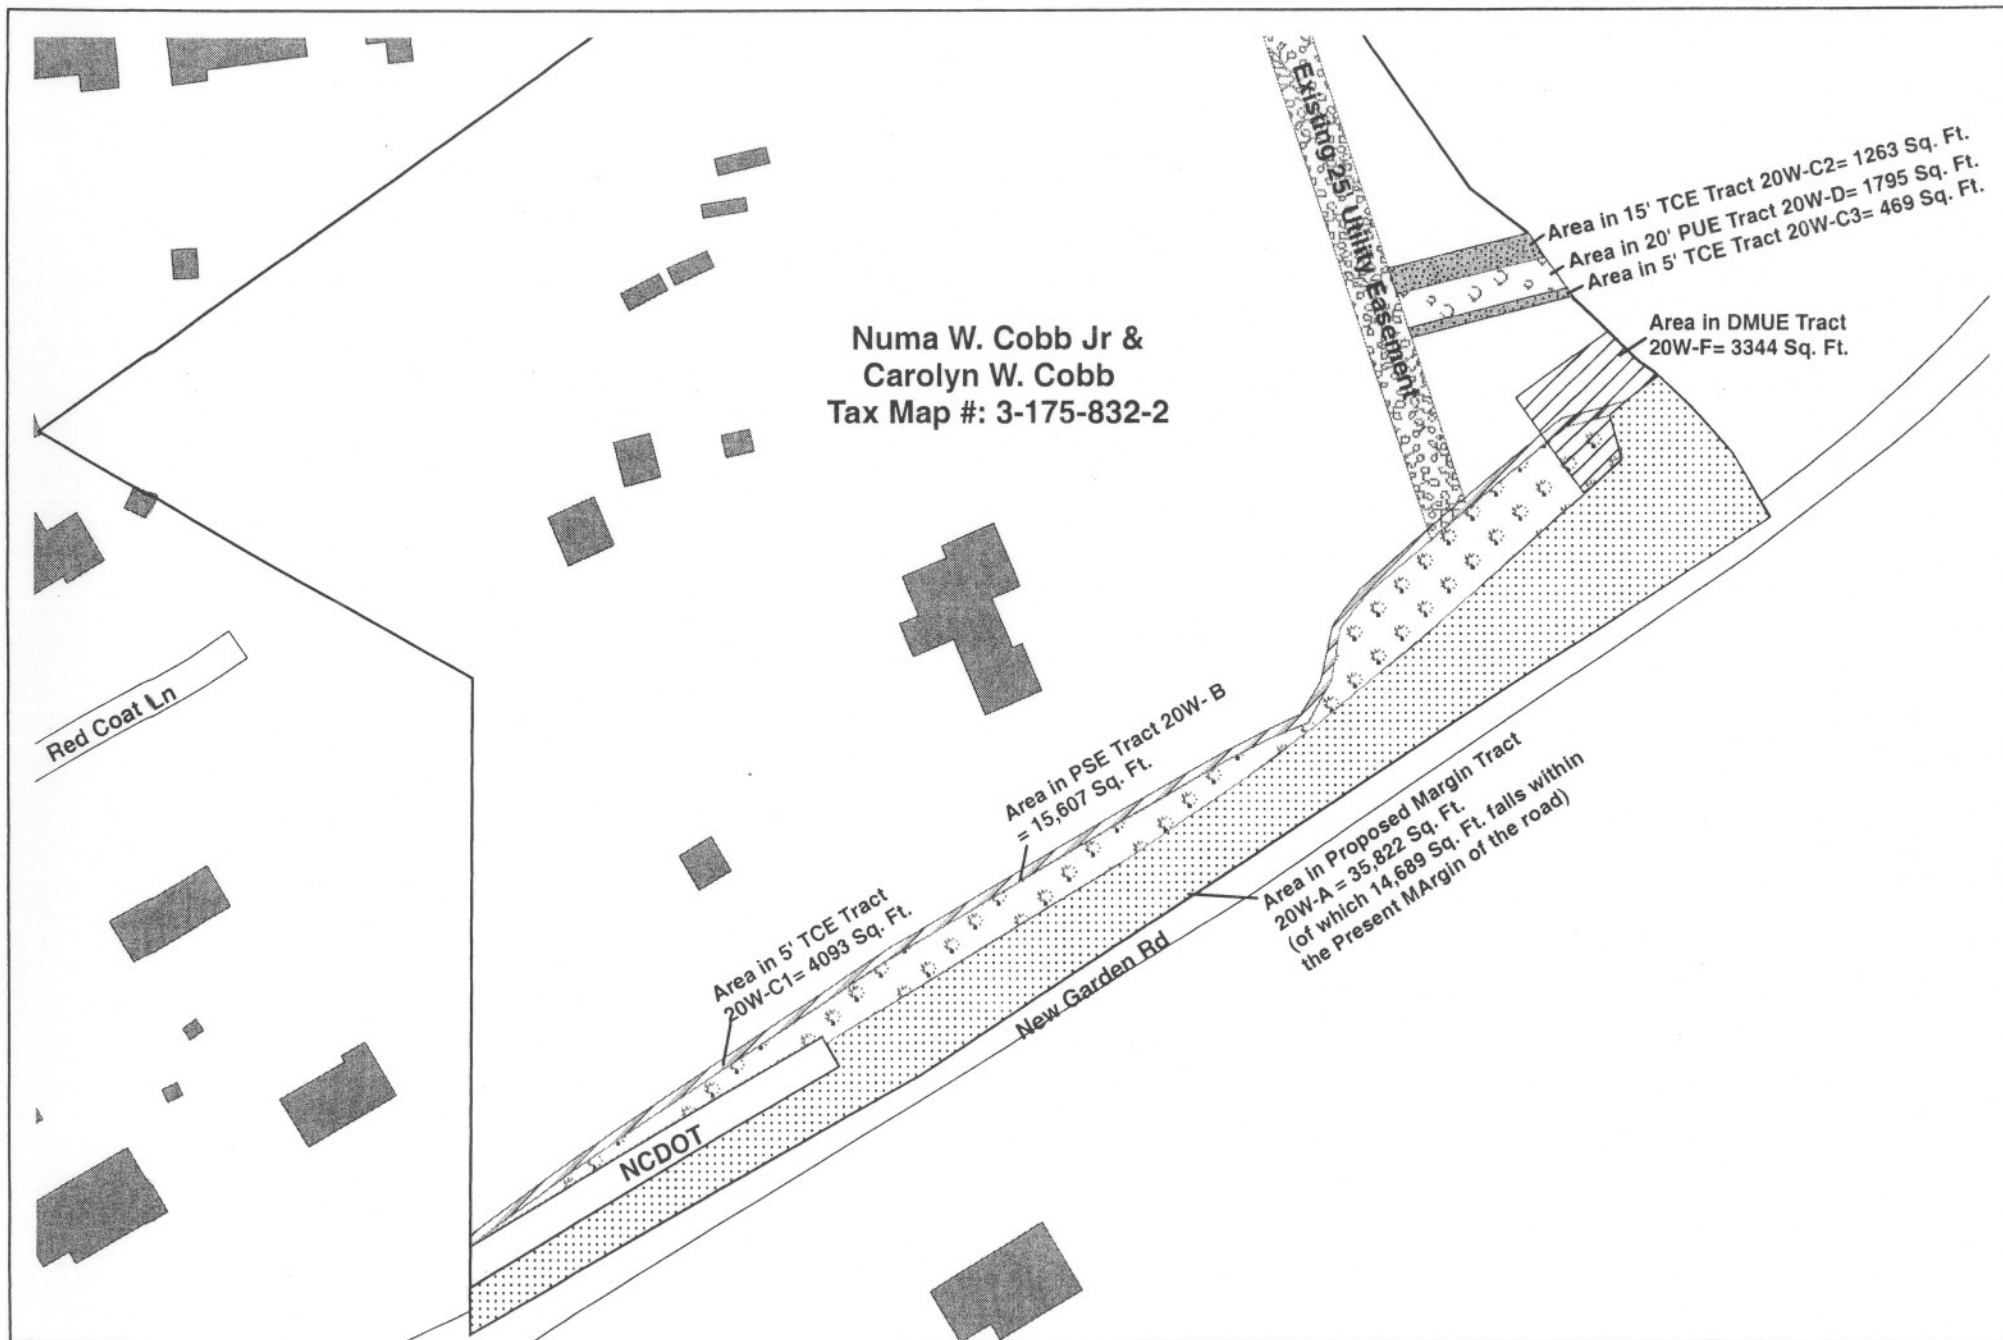 Existing 25' Utility Easement
Area in 15' TCE Tract 20W-C2= 1263 Sq. Ft.
Area in 20' PUE Tract 20W-D= 1795 Sq. Ft.
Area in 5' TCE Tract 20W-C3= 469 Sq. Ft.
Area in DMUE Tract
20W-F= 3344 Sq. Ft.
Numa W. Cobb Jr &
Carolyn W. Cobb
Tax Map #: 3-175-832-2
Red Coat Ln
Area in PSE Tract 20W- B
= 15,607 Sq. Ft.
Area in 5' TCE Tract
20W-C1= 4093 Sq. Ft.
Area in Proposed Margin Tract
20W-A = 35,822 Sq. Ft.
(of which 14,689 Sq. Ft. falls within
the Present MArgin of the road)
New Garden Rd
NCDOT